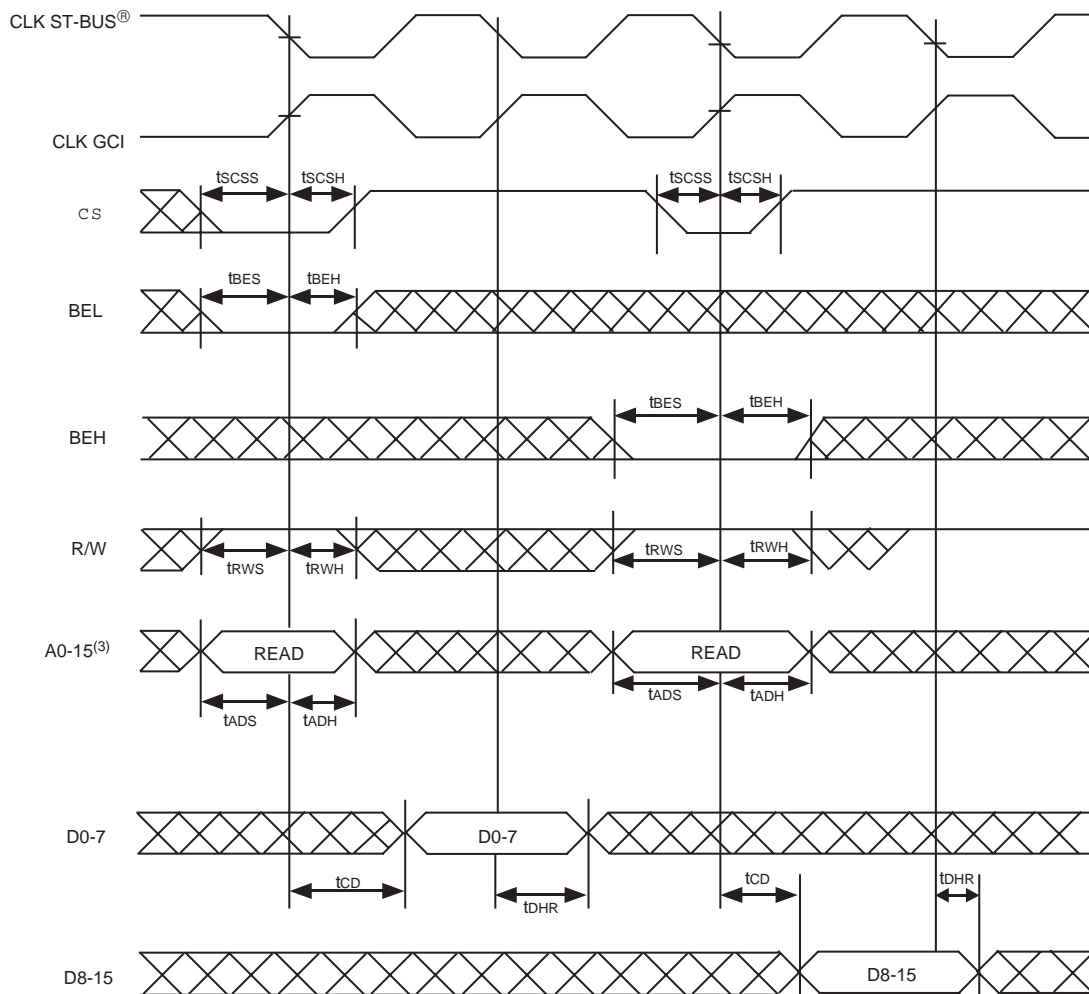 CLK ST-BUS®
CLK GCI
tSCSS tSCSH tSCSS tSCSH
CS
tBES tBEH
BEL
tBES tBEH
BEH
R/W
tRWS tRWH tRWS tRWH
A0-15(3) READ READ
tADS tADH tADS tADH
D0-7 D0-7
tCD tDHR tCD tDHR
D8-15 D8-15